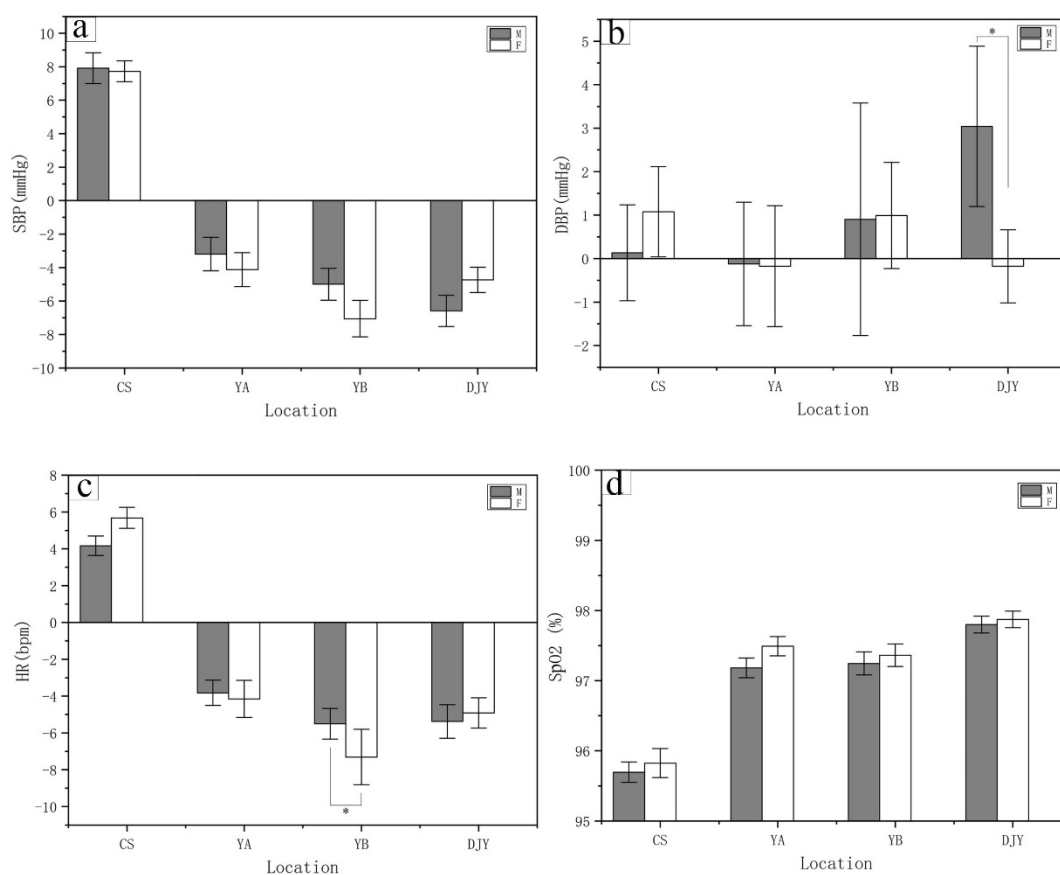 a
M
F
10
8
6
4
2
0
-2
-4
-6
-8
-10
SBP(mmHg)
CS YA YB DJY
Location
b
M
F
*
5
4
3
2
1
0
-1
-2
DBP(mmHg)
CS YA YB DJY
Location
c
M
F
8
6
4
2
0
-2
-4
-6
-8
-10
HR(bpm)
*
CS YA YB DJY
Location
d
M
F
100
99
98
97
96
95
SpO2 (%)
CS YA YB DJY
Location